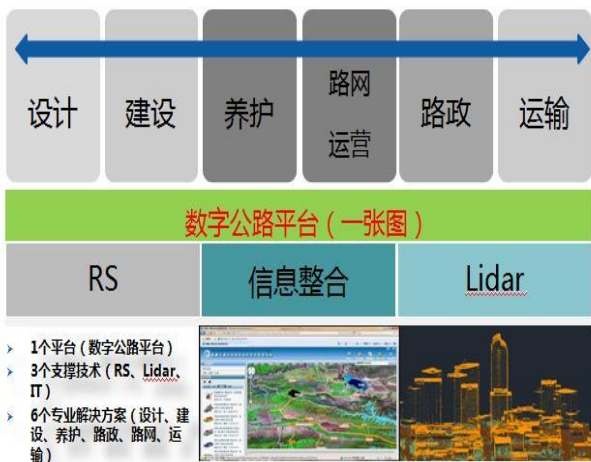 设计
建设
养护
路网
运营
路政
运输
数字公路平台（一张图）
RS
信息整合
Lidar
1个平台（数字公路平台）
3个支撑技术（RS、Lidar、
IT）
6个专业解决方案（设计、建
设、养护、路政、路网、运
输）